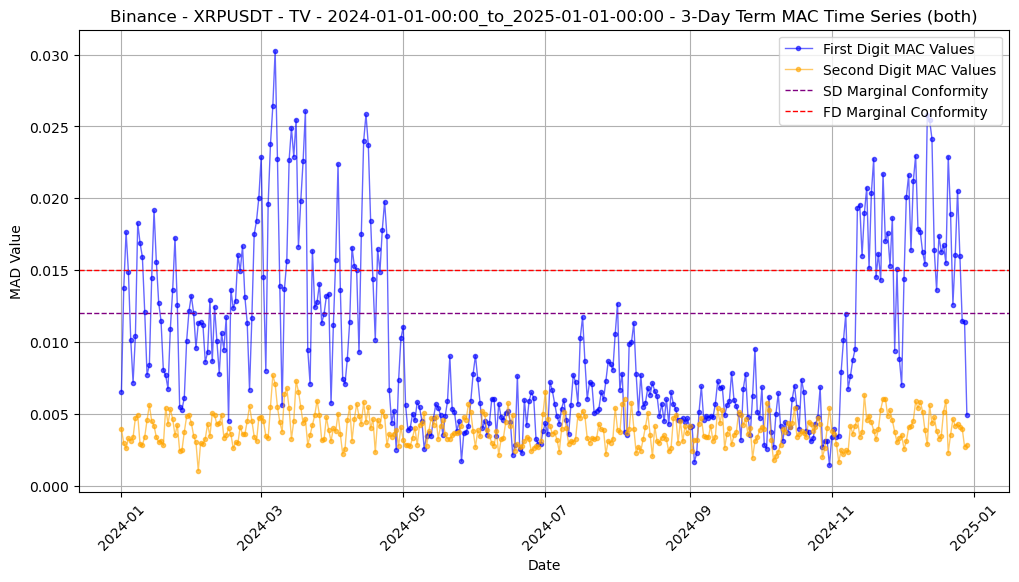 Binance - XRPUSDT - TV - 2024-01-01-00:00_to_2025-01-01-00:00 - 3-Day Term MAC Time Series (both)
First Digit MAC Values
Second Digit MAC Values
SD Marginal Conformity
FD Marginal Conformity
MAD Value
0.030
0.025
0.020
0.015
0.010
0.005
0.000
2024-01
2024-03
2024-05
2024-07
2024-09
2024-11
2025-01
Date